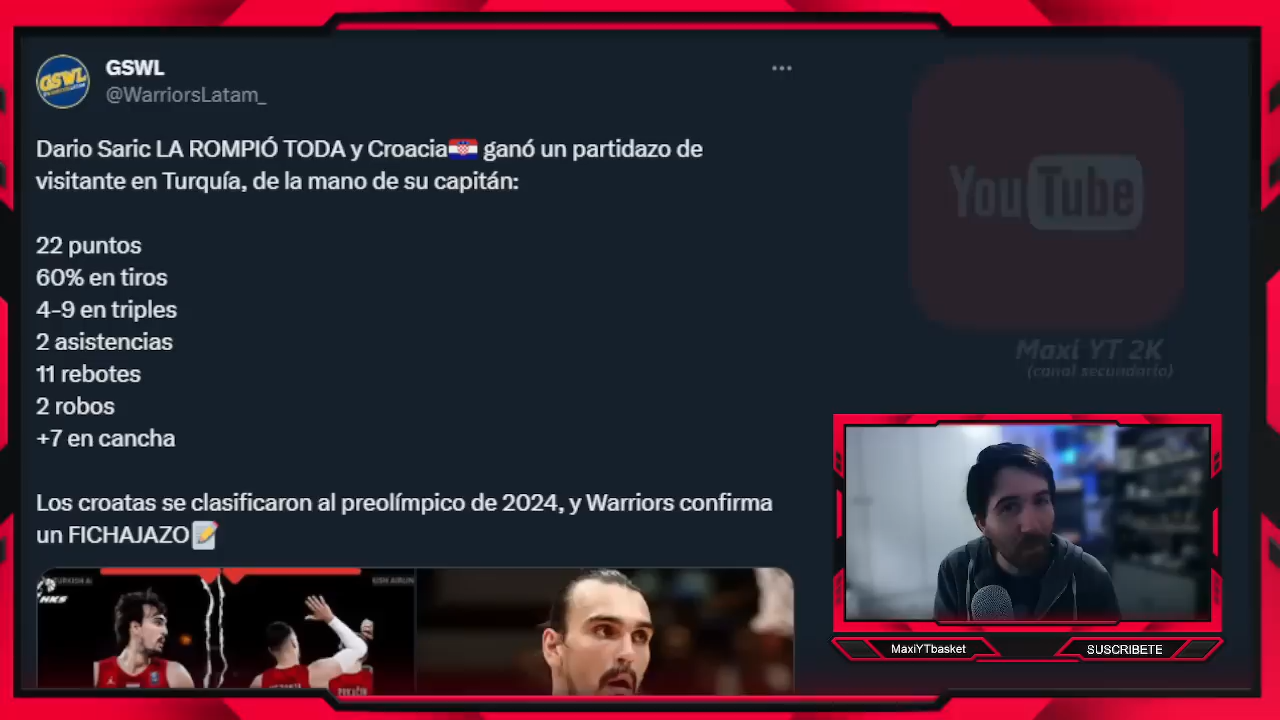 GSWL
@WarriorsLatam_
Dario Saric LA ROMPIÓ TODA y Croacia🇭🇷 ganó un partidazo de
visitante en Turquía, de la mano de su capitán:
22 puntos
60% en tiros
4-9 en triples
2 asistencias
11 rebotes
2 robos
+7 en cancha
Los croatas se clasificaron al preolímpico de 2024, y Warriors confirma
un FICHAJAZO📝
YouTube
Maxi YT 2K
(canal secundario)
HKS
MaxiYTbasket
SUSCRIBETE